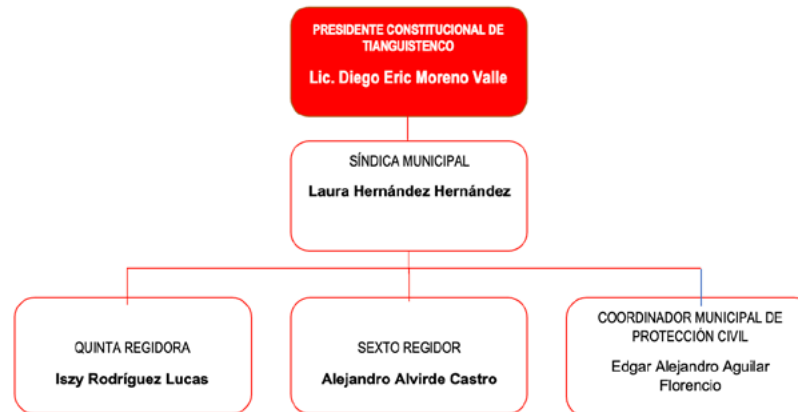 PRESIDENTE CONSTITUCIONAL DE
TIANGUISTENCO
Lic. Diego Eric Moreno Valle
SÍNDICA MUNICIPAL
Laura Hernández Hernández
QUINTA REGIDORA
Iszy Rodríguez Lucas
SEXTO REGIDOR
Alejandro Alvirde Castro
COORDINADOR MUNICIPAL DE
PROTECCIÓN CIVIL
Edgar Alejandro Aguilar
Florencio